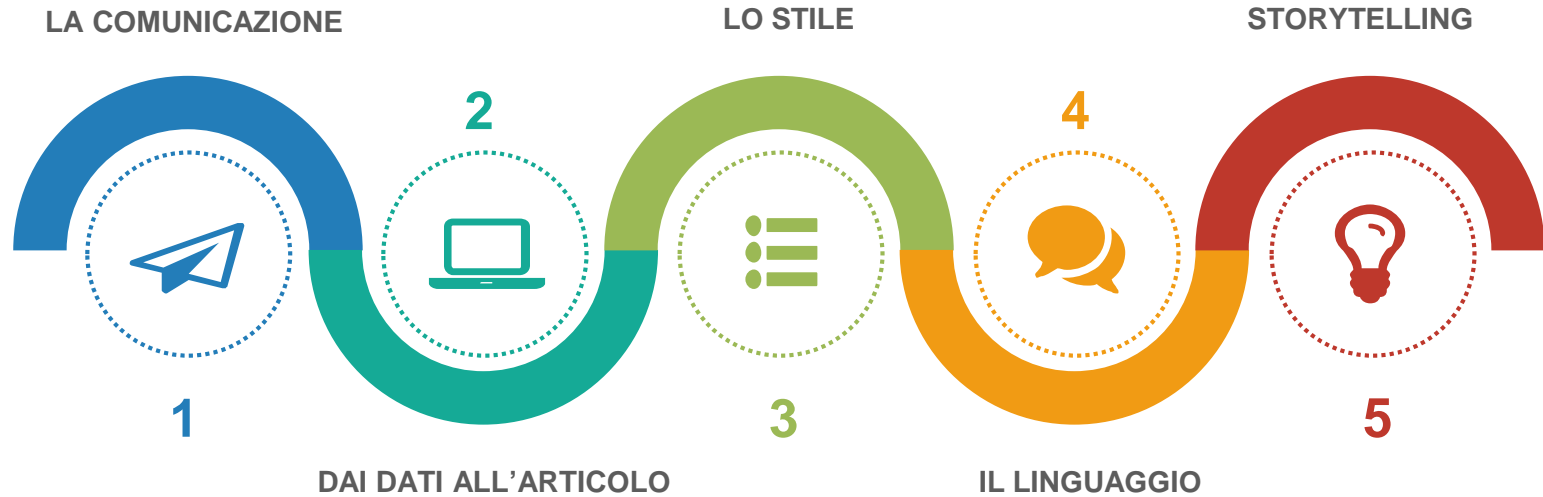 LA COMUNICAZIONE
LO STILE
STORYTELLING
2
4
1
3
5
DAI DATI ALL’ARTICOLO
IL LINGUAGGIO